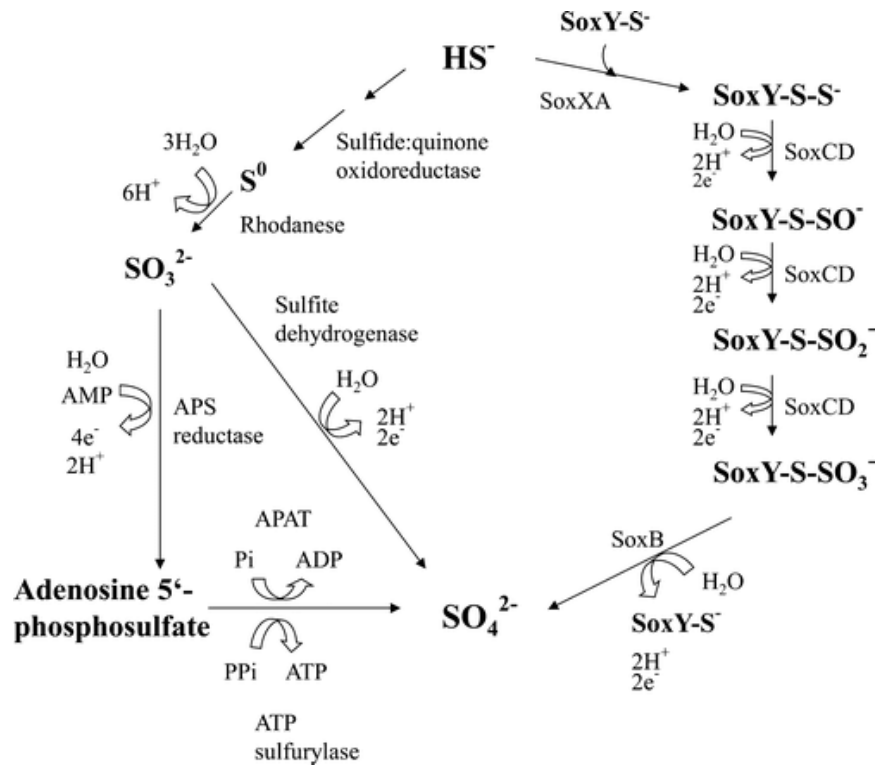 SoxY-S⁻
HS⁻
SoxXA
SoxY-S-S⁻
3H₂O
Sulfide:quinone
oxidoreductase
H₂O
2H⁺
2e⁻
SoxCD
6H⁺
S⁰
Rhodanese
SoxY-S-SO⁻
SO₃²⁻
H₂O
2H⁺
2e⁻
SoxCD
Sulfite
dehydrogenase
SoxY-S-SO₂⁻
H₂O
AMP
4e⁻
2H⁺
APS
reductase
H₂O
2H⁺
2e⁻
H₂O
2H⁺
2e⁻
SoxCD
SoxY-S-SO₃⁻
APAT
Pi
ADP
SoxB
H₂O
Adenosine 5‘-
phosphosulfate
SO₄²⁻
SoxY-S⁻
2H⁺
2e⁻
PPi
ATP
ATP
sulfurylase